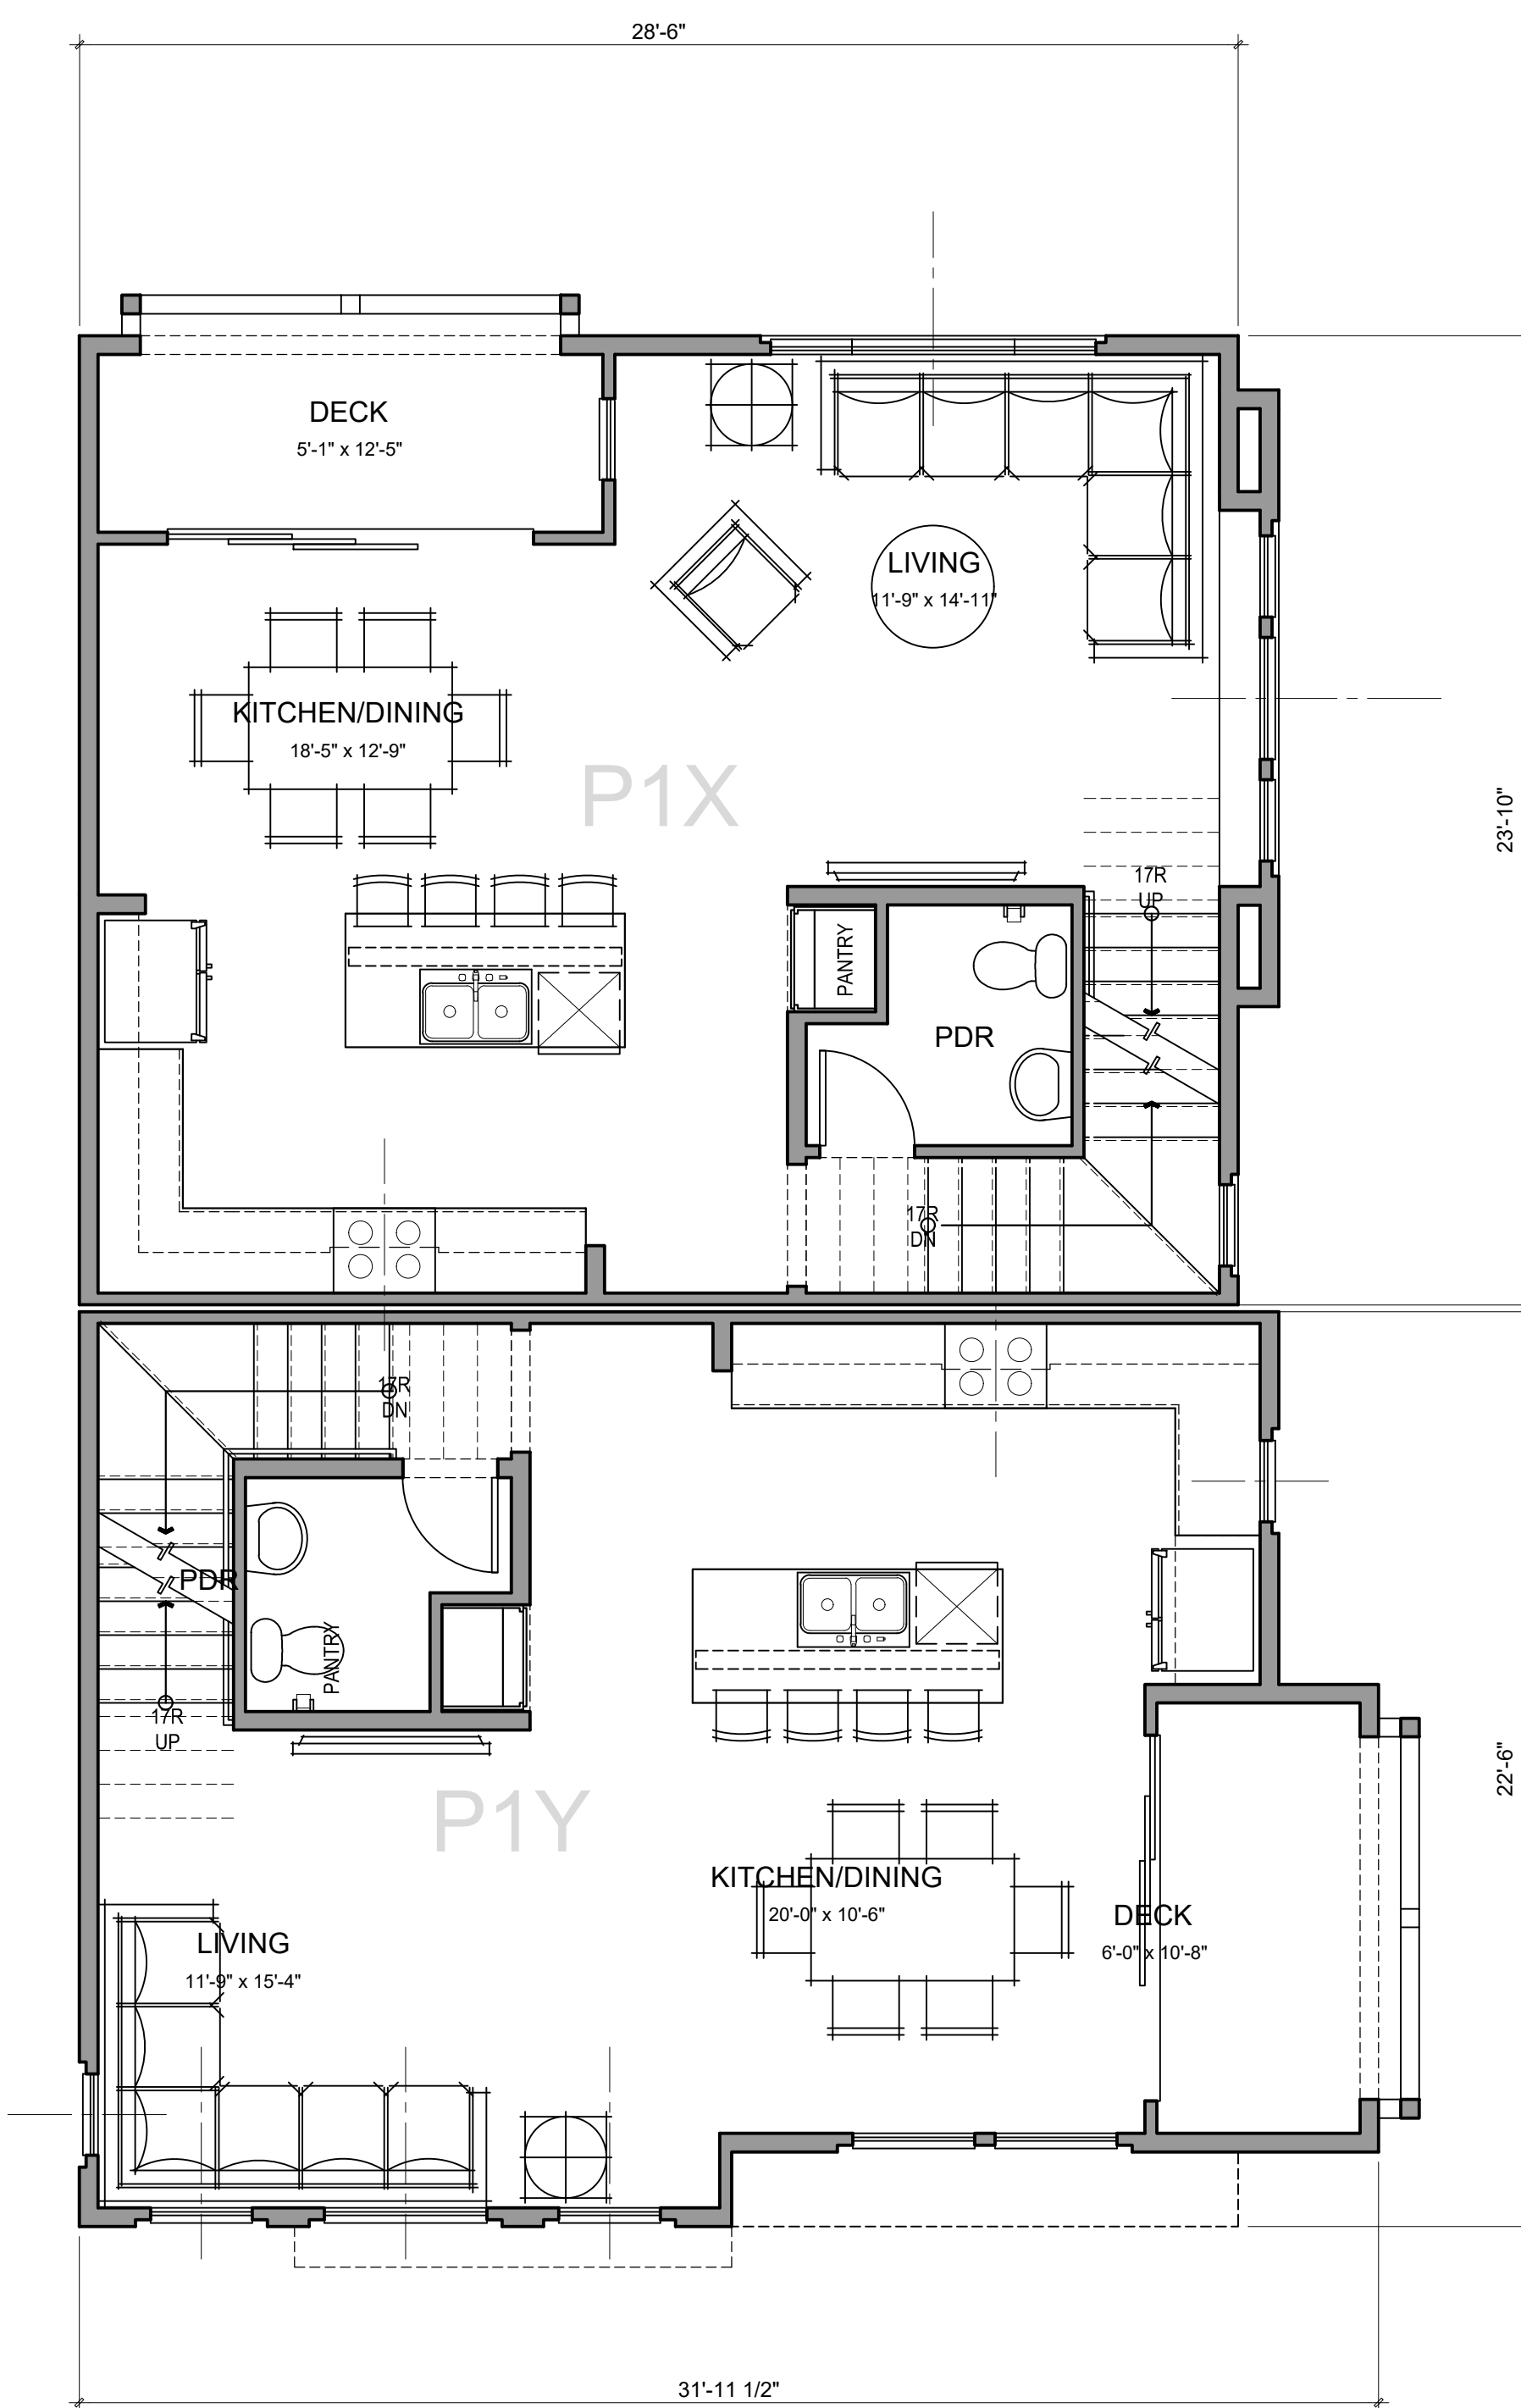 28'-6"
DECK
5'-1" x 12'-5"
LIVING
11'-9" x 14'-11"
KITCHEN/DINING
18'-5" x 12'-9"
P1X
23'-10"
17R
UP
PANTRY
PDR
17R
DN
17R
DN
PDR
PANTRY
17R
UP
22'-6"
P1Y
KITCHEN/DINING
20'-0" x 10'-6"
DECK
6'-0" x 10'-8"
LIVING
11'-9" x 15'-4"
31'-11 1/2"